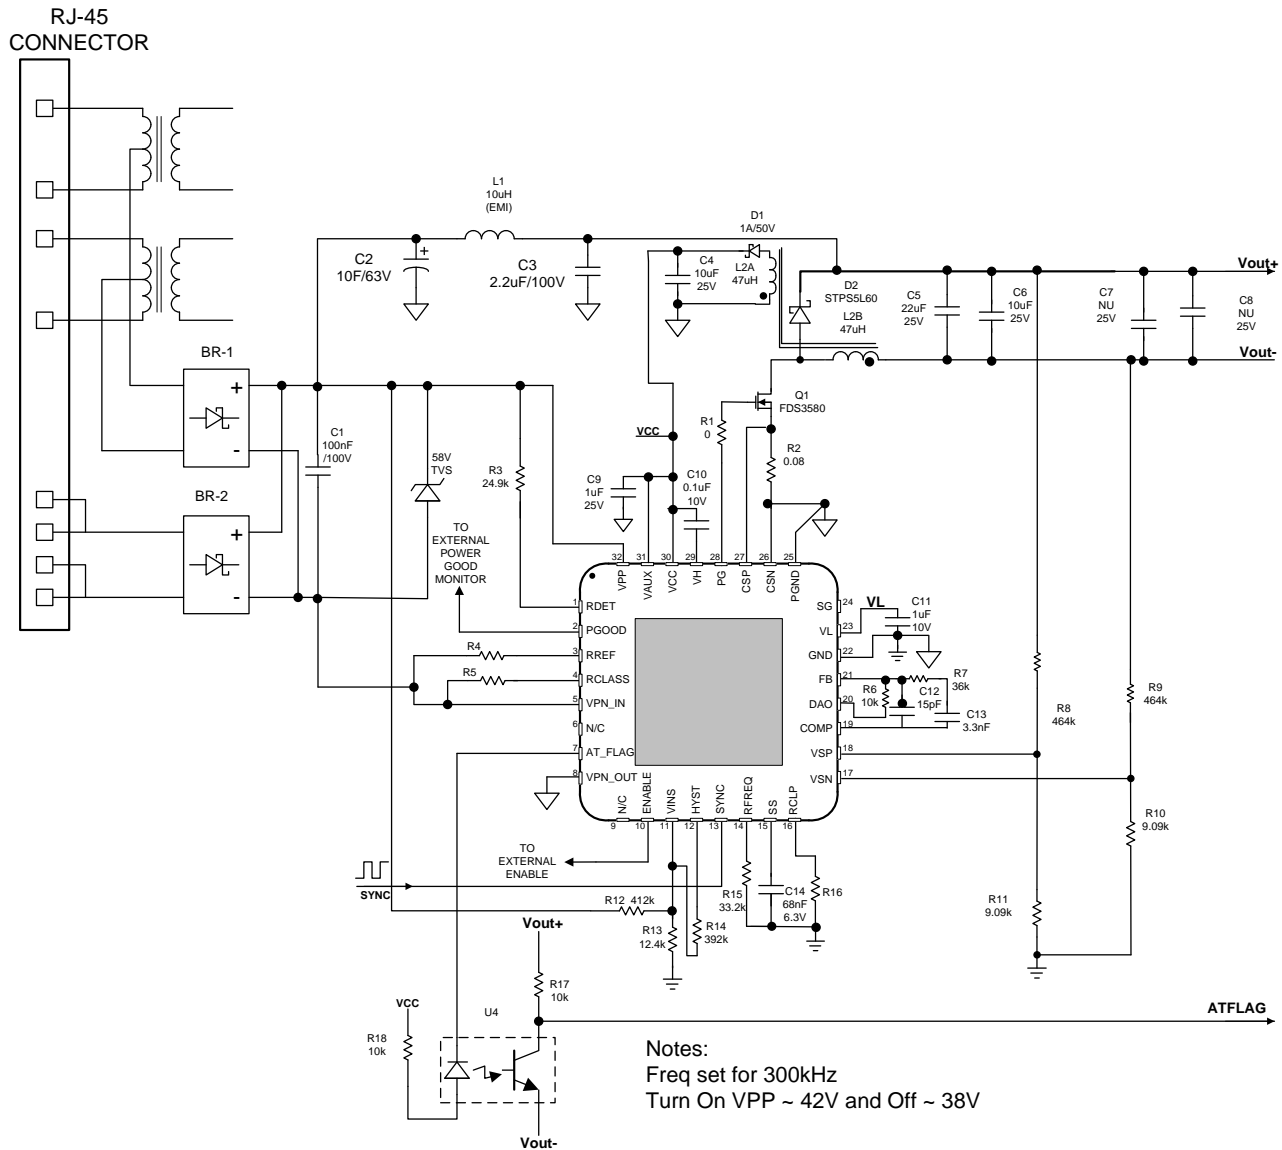 RJ-45
CONNECTOR
L1
10uH
(EMI)
C2
10F/63V
+
C3
2.2uF/100V
D1
1A/50V
C4
10uF
25V
L2A
47uH
D2
STPS5L60
L2B
47uH
C5
22uF
25V
C6
10uF
25V
C7
NU
25V
C8
NU
25V
Vout+
Vout-
BR-1
+
-
BR-2
+
-
C1
100nF
/100V
58V
TVS
R3
24.9k
VCC
C9
1uF
25V
C10
0.1uF
10V
R1
0
Q1
FDS3580
R2
0.08
TO
EXTERNAL
POWER
GOOD
MONITOR
32
31
30
29
28
27
26
25
VPP
VAUX
VCC
VH
PG
CSP
CSN
PGND
1 RDET
2 PGOOD
3 RREF
4 RCLASS
5 VPN_IN
6 N/C
7 AT_FLAG
8 VPN_OUT
SG 24
VL 23
GND 22
FB 21
DAO 20
COMP 19
VSP 18
VSN 17
N/C
ENABLE
VINS
HYST
SYNC
RFREQ
SS
RCLP
9
10
11
12
13
14
15
16
R4
R5
VL
C11
1uF
10V
R6
10k
C12
15pF
R7
36k
C13
3.3nF
R8
464k
R9
464k
R10
9.09k
R11
9.09k
TO
EXTERNAL
ENABLE
SYNC
R12 412k
R13
12.4k
R14
392k
R15
33.2k
C14
68nF
6.3V
R16
Vout+
R17
10k
VCC
R18
10k
U4
Vout-
ATFLAG
Notes:
Freq set for 300kHz
Turn On VPP ~ 42V and Off ~ 38V